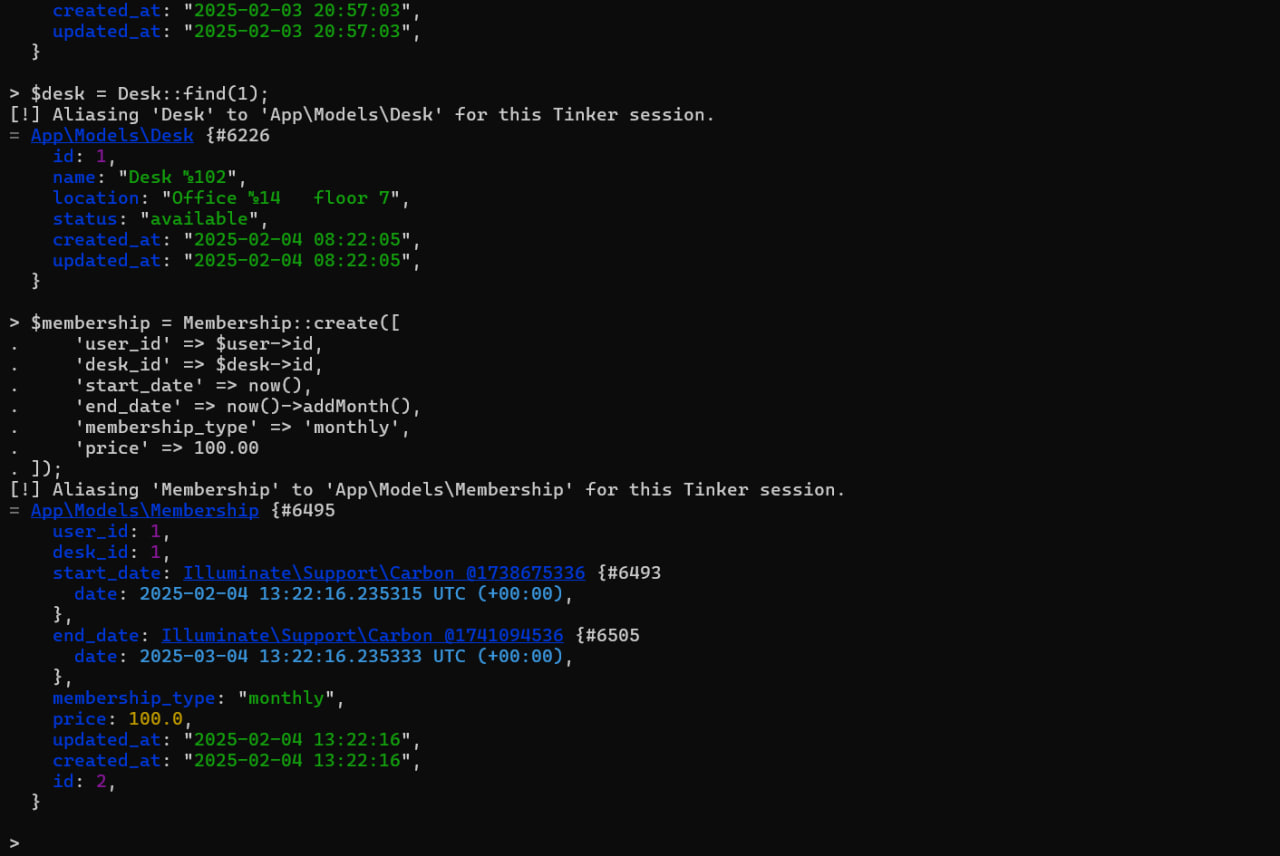 created_at: "2025-02-03 20:57:03",
updated_at: "2025-02-03 20:57:03",
}
> $desk = Desk::find(1);
[!] Aliasing 'Desk' to 'App\Models\Desk' for this Tinker session.
= App\Models\Desk {#6226
id: 1,
name: "Desk №102",
location: "Office №14   floor 7",
status: "available",
created_at: "2025-02-04 08:22:05",
updated_at: "2025-02-04 08:22:05",
}
> $membership = Membership::create([
.     'user_id' => $user->id,
.     'desk_id' => $desk->id,
.     'start_date' => now(),
.     'end_date' => now()->addMonth(),
.     'membership_type' => 'monthly',
.     'price' => 100.00
. ]);
[!] Aliasing 'Membership' to 'App\Models\Membership' for this Tinker session.
= App\Models\Membership {#6495
user_id: 1,
desk_id: 1,
start_date: Illuminate\Support\Carbon @1738675336 {#6493
date: 2025-02-04 13:22:16.235315 UTC (+00:00),
},
end_date: Illuminate\Support\Carbon @1741094536 {#6505
date: 2025-03-04 13:22:16.235333 UTC (+00:00),
},
membership_type: "monthly",
price: 100.0,
updated_at: "2025-02-04 13:22:16",
created_at: "2025-02-04 13:22:16",
id: 2,
}
>